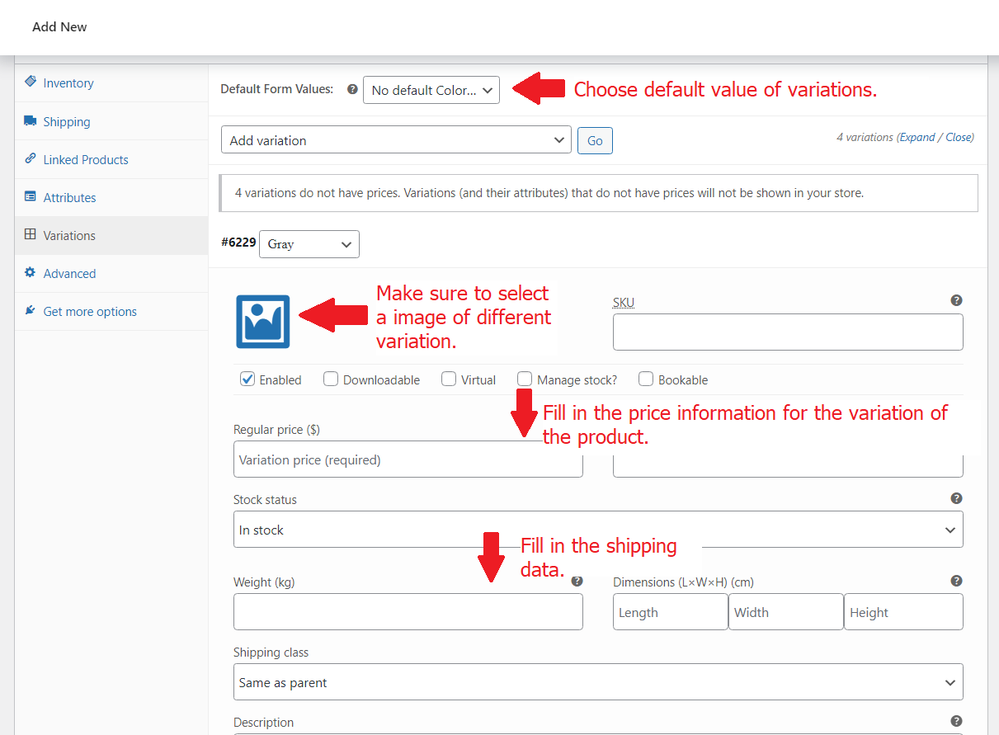 Add New
Inventory
Shipping
Linked Products
Attributes
Variations
Advanced
Get more options
Default Form Values:
No default Color...
Choose default value of variations.
Add variation
Go
4 variations (Expand / Close)
4 variations do not have prices. Variations (and their attributes) that do not have prices will not be shown in your store.
#6229
Gray
Make sure to select
a image of different
variation.
SKU
Enabled
Downloadable
Virtual
Manage stock?
Bookable
Fill in the price information for the variation of
the product.
Regular price ($)
Variation price (required)
Stock status
In stock
Fill in the shipping
data.
Weight (kg)
Dimensions (L×W×H) (cm)
Length
Width
Height
Shipping class
Same as parent
Description